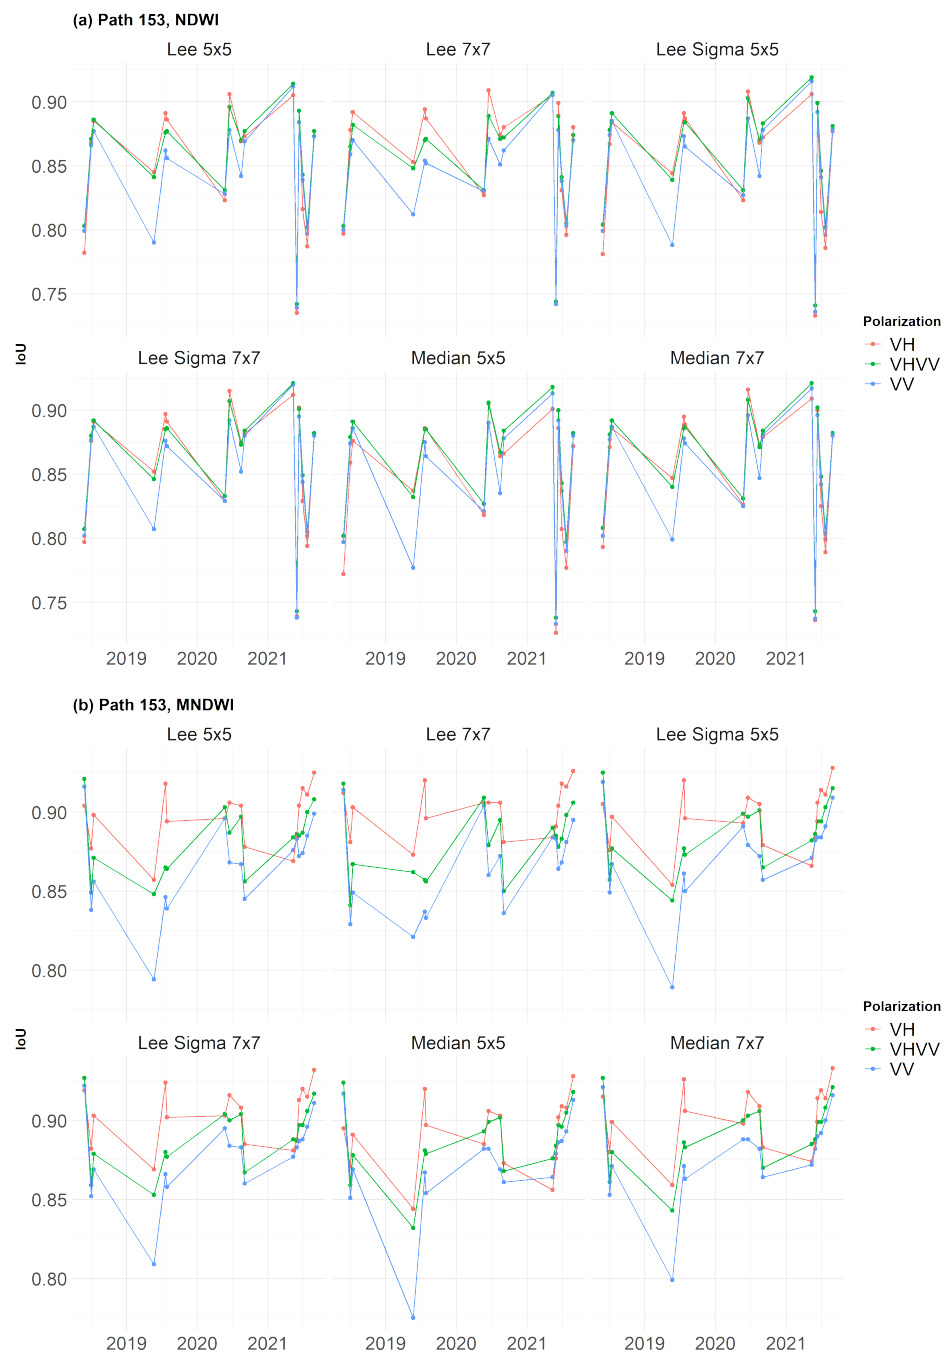 (a) Path 153, NDWI
Lee 5x5 Lee 7x7 Lee Sigma 5x5
0.90
0.85
0.80
0.75
Lee Sigma 7x7 Median 5x5 Median 7x7
0.90
0.85
0.80
0.75
2019 2020 2021 2019 2020 2021 2019 2020 2021
IoU
Polarization
VH
VHVV
VV
(b) Path 153, MNDWI
Lee 5x5 Lee 7x7 Lee Sigma 5x5
0.90
0.85
0.80
Lee Sigma 7x7 Median 5x5 Median 7x7
0.90
0.85
0.80
2019 2020 2021 2019 2020 2021 2019 2020 2021
IoU
Polarization
VH
VHVV
VV